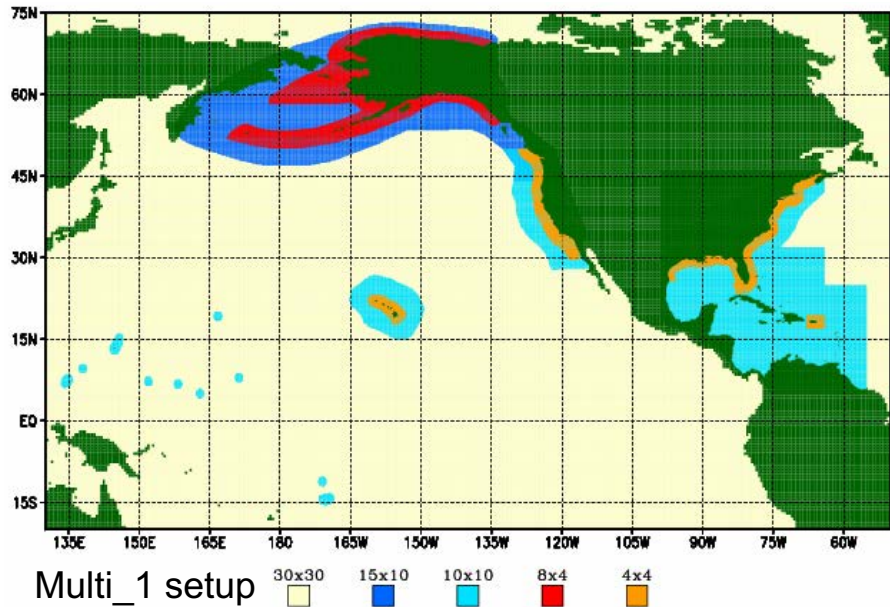 75N
60N
45N
30N
15N
EQ
15S
135E 150E 165E 180 165W 150W 135W 120W 105W 90W 75W 60W
Multi_1 setup 30x30 15x10 10x10 8x4 4x4